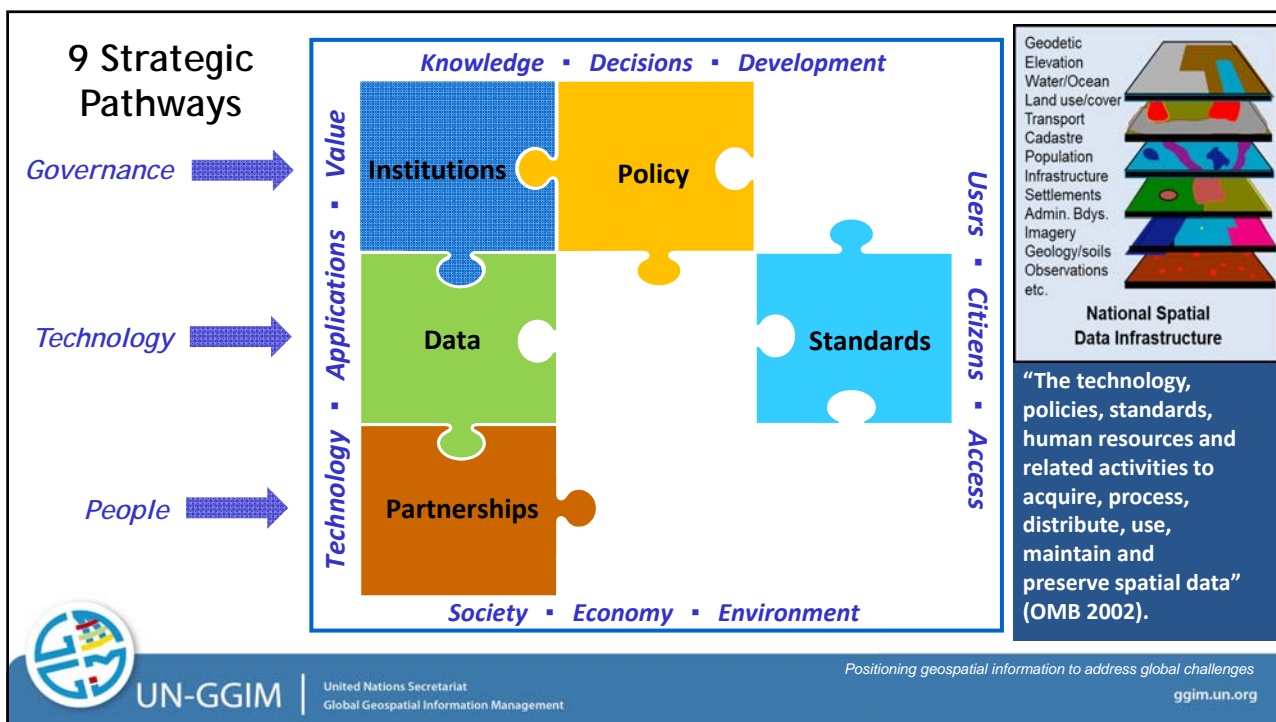 9 Strategic
Pathways
Governance
Technology
People
Knowledge ▪ Decisions ▪ Development
Technology ▪ Applications ▪ Value
Institutions
Policy
Data
Standards
Partnerships
Users ▪ Citizens ▪ Access
Society ▪ Economy ▪ Environment
Geodetic
Elevation
Water/Ocean
Land use/cover
Transport
Cadastre
Population
Infrastructure
Settlements
Admin. Bdys.
Imagery
Geology/soils
Observations
etc.
National Spatial
Data Infrastructure
“The technology,
policies, standards,
human resources and
related activities to
acquire, process,
distribute, use,
maintain and
preserve spatial data”
(OMB 2002).
Positioning geospatial information to address global challenges
UN-GGIM
United Nations Secretariat
Global Geospatial Information Management
ggim.un.org